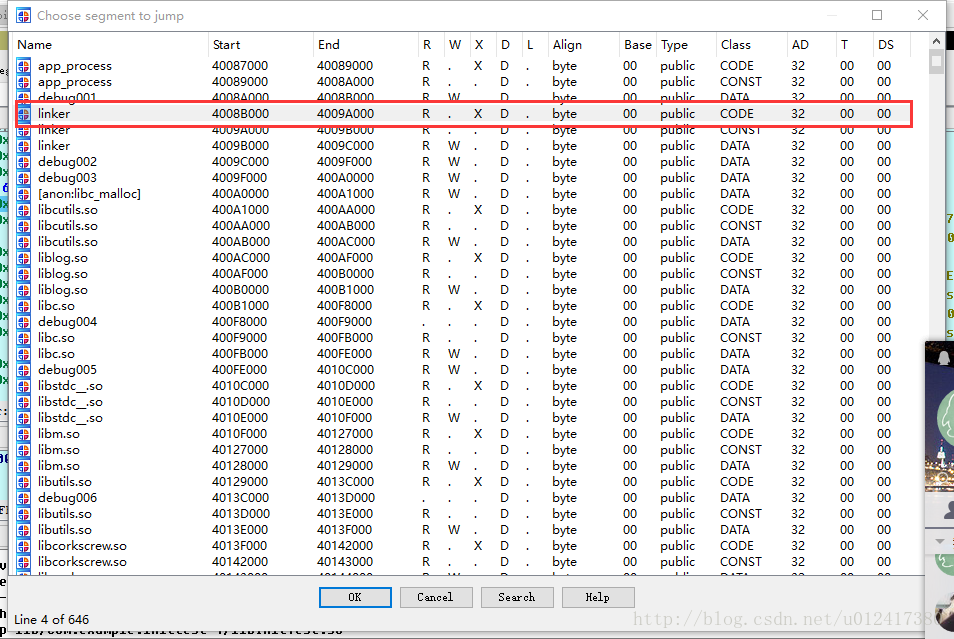 Choose segment to jump
Name Start End R W X D L Align Base Type Class AD T DS
app_process 40087000 40089000 R . X D . byte 00 public CODE 32 00 00
app_process 40089000 4008A000 R . . D . byte 00 public CONST 32 00 00
debug001 4008A000 4008B000 R W . D . byte 00 public DATA 32 00 00
linker 4008B000 4009A000 R . X D . byte 00 public CODE 32 00 00
linker 4009A000 4009B000 R . . D . byte 00 public CONST 32 00 00
linker 4009B000 4009C000 R W . D . byte 00 public DATA 32 00 00
debug002 4009C000 4009F000 R W . D . byte 00 public DATA 32 00 00
debug003 4009F000 400A0000 R W . D . byte 00 public DATA 32 00 00
[anon:libc_malloc] 400A0000 400A1000 R W . D . byte 00 public DATA 32 00 00
libcutils.so 400A1000 400AA000 R . X D . byte 00 public CODE 32 00 00
libcutils.so 400AA000 400AB000 R . . D . byte 00 public CONST 32 00 00
libcutils.so 400AB000 400AC000 R W . D . byte 00 public DATA 32 00 00
liblog.so 400AC000 400AF000 R . X D . byte 00 public CODE 32 00 00
liblog.so 400AF000 400B0000 R . . D . byte 00 public CONST 32 00 00
liblog.so 400B0000 400B1000 R W . D . byte 00 public DATA 32 00 00
libc.so 400B1000 400F8000 R . X D . byte 00 public CODE 32 00 00
debug004 400F8000 400F9000 . . . D . byte 00 public DATA 32 00 00
libc.so 400F9000 400FB000 R . . D . byte 00 public CONST 32 00 00
libc.so 400FB000 400FE000 R W . D . byte 00 public DATA 32 00 00
debug005 400FE000 4010C000 R W . D . byte 00 public DATA 32 00 00
libstdc__.so 4010C000 4010D000 R . X D . byte 00 public CODE 32 00 00
libstdc__.so 4010D000 4010E000 R . . D . byte 00 public CONST 32 00 00
libstdc__.so 4010E000 4010F000 R W . D . byte 00 public DATA 32 00 00
libm.so 4010F000 40127000 R . X D . byte 00 public CODE 32 00 00
libm.so 40127000 40128000 R . . D . byte 00 public CONST 32 00 00
libm.so 40128000 40129000 R W . D . byte 00 public DATA 32 00 00
libutils.so 40129000 4013C000 R . X D . byte 00 public CODE 32 00 00
debug006 4013C000 4013D000 . . . D . byte 00 public DATA 32 00 00
libutils.so 4013D000 4013E000 R . . D . byte 00 public CONST 32 00 00
libutils.so 4013E000 4013F000 R W . D . byte 00 public DATA 32 00 00
libcorkscrew.so 4013F000 40142000 R . X D . byte 00 public CODE 32 00 00
libcorkscrew.so 40142000 40143000 R . . D . byte 00 public CONST 32 00 00
OK Cancel Search Help
Line 4 of 646